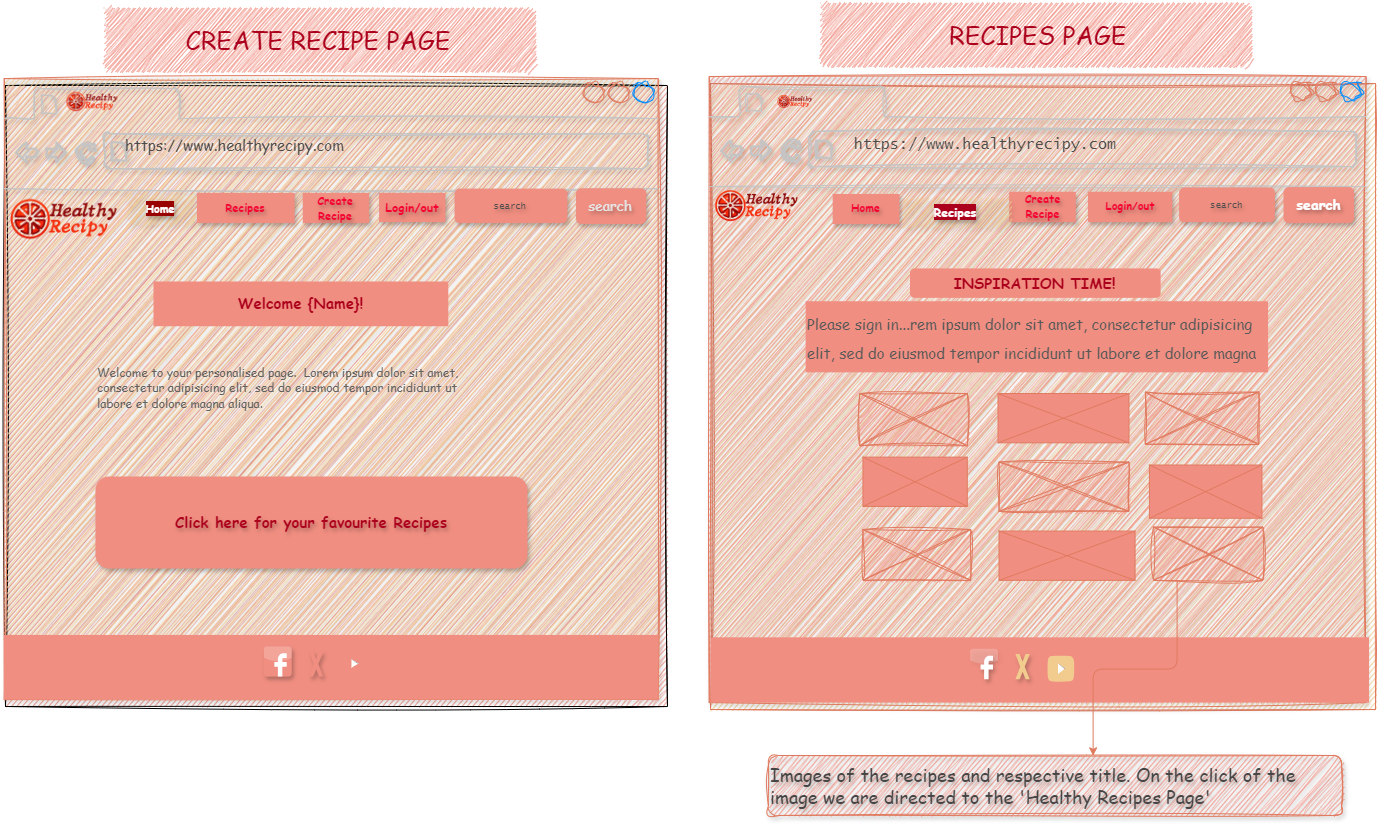 CREATE RECIPE PAGE
Healthy
Recipy
https://www.healthyrecipy.com
Healthy
Recipy
Home
Recipes
Create
Recipe
Login/out
search
search
Welcome {Name}!
Welcome to your personalised page. Lorem ipsum dolor sit amet,
consectetur adipisicing elit, sed do eiusmod tempor incididunt ut
labore et dolore magna aliqua.
Click here for your favourite Recipes
f
X
RECIPES PAGE
Healthy
Recipy
https://www.healthyrecipy.com
Healthy
Recipy
Home
Recipes
Create
Recipe
Login/out
search
search
INSPIRATION TIME!
Please sign in...rem ipsum dolor sit amet, consectetur adipisicing
elit, sed do eiusmod tempor incididunt ut labore et dolore magna
f
X
Images of the recipes and respective title. On the click of the
image we are directed to the 'Healthy Recipes Page'